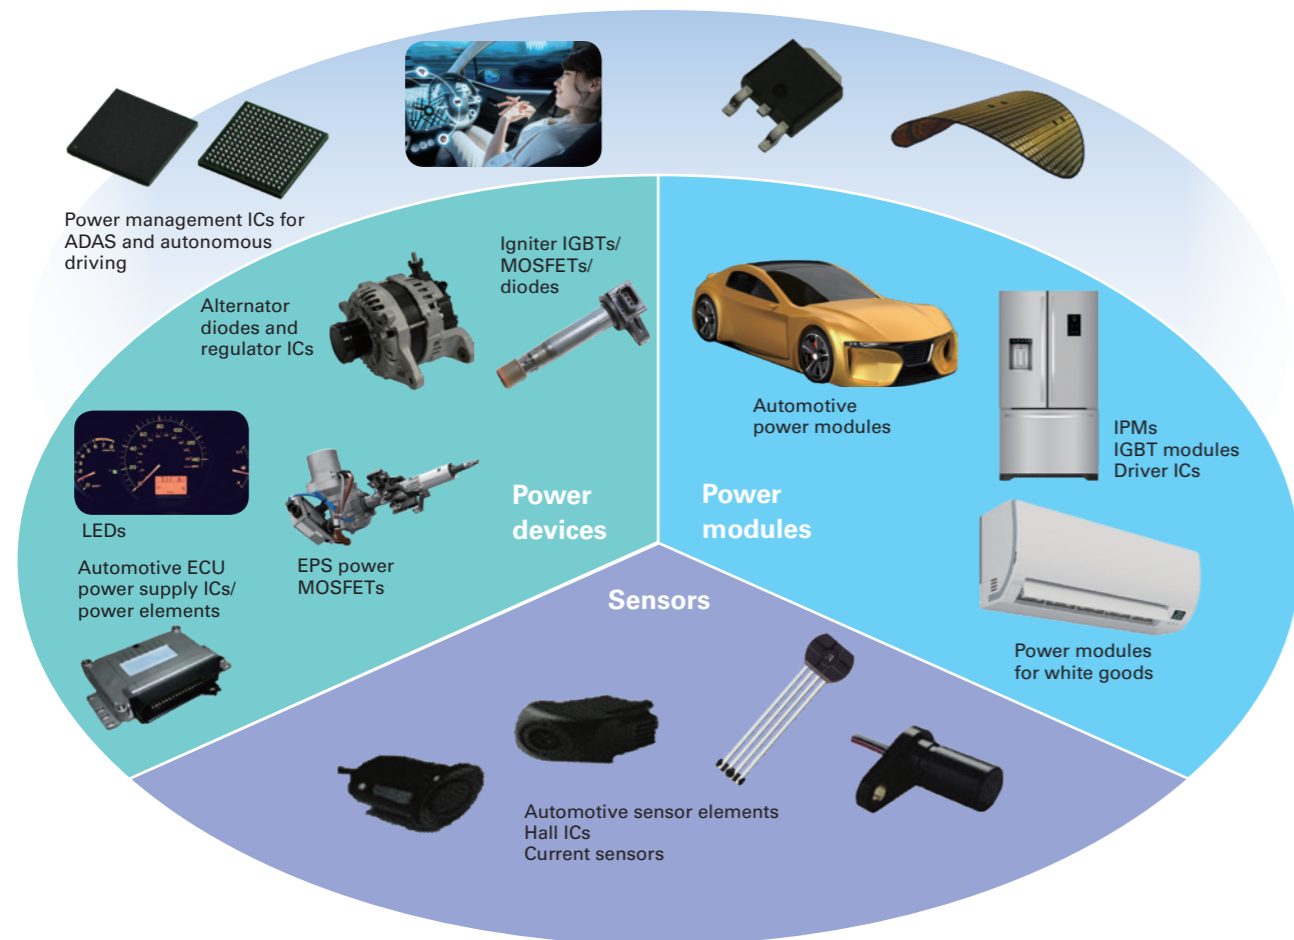 Power management ICs for
ADAS and autonomous
driving
Igniter IGBTs/
MOSFETs/
diodes
Alternator
diodes and
regulator ICs
LEDs
Automotive ECU
power supply ICs/
power elements
EPS power
MOSFETs
Power
devices
Automotive
power modules
IPMs
IGBT modules
Driver ICs
Power
modules
Power modules
for white goods
Sensors
Automotive sensor elements
Hall ICs
Current sensors